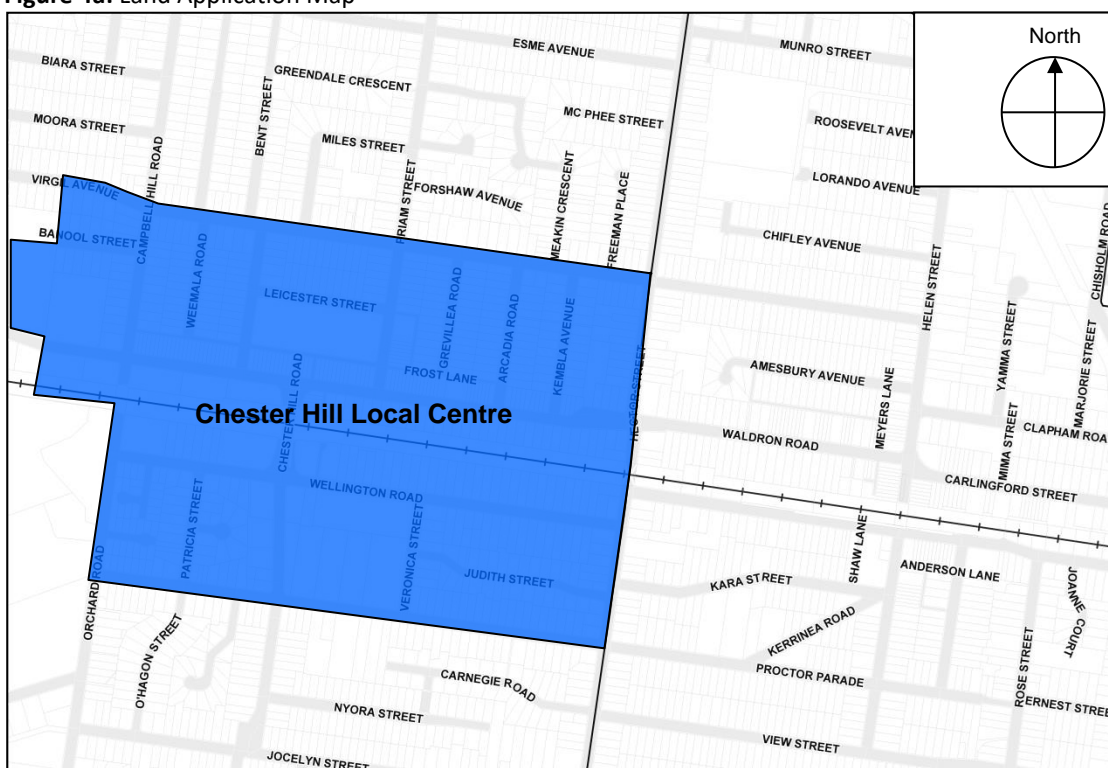 Figure 4a: Land Application Map
North
ESME AVENUE
MUNRO STREET
BIARA STREET
GREENDALE CRESCENT
BENT STREET
MC PHEE STREET
MOORA STREET
MILES STREET
ROOSEVELT AVEN
CAMPBELL HILL ROAD
VIRGIL AVENUE
PRIAM STREET
FORSHAW AVENUE
MEAKIN CRESCENT
FREEMAN PLACE
LORANDO AVENUE
CHISHOLM ROAD
BANOOL STREET
CHIFLEY AVENUE
WEEMALA ROAD
LEICESTER STREET
GREVILLEA ROAD
ARCADIA ROAD
KEMBLA AVENUE
HELEN STREET
YAMMA STREET
MARJORIE STREET
FROST LANE
HECTOR STREET
AMESBURY AVENUE
MEYERS LANE
CHESTER HILL ROAD
Chester Hill Local Centre
CLAPHAM ROA
MIMA STREET
WALDRON ROAD
CARLINGFORD STREET
WELLINGTON ROAD
PATRICIA STREET
VERONICA STREET
JUDITH STREET
SHAW LANE
KARA STREET
ANDERSON LANE
JOANNE COURT
ORCHARD ROAD
O'HAGON STREET
KERRINEA ROAD
PROCTOR PARADE
ROSE STREET
CARNEGIE ROAD
ERNEST STREE
NYORA STREET
VIEW STREET
JOCELYN STREET